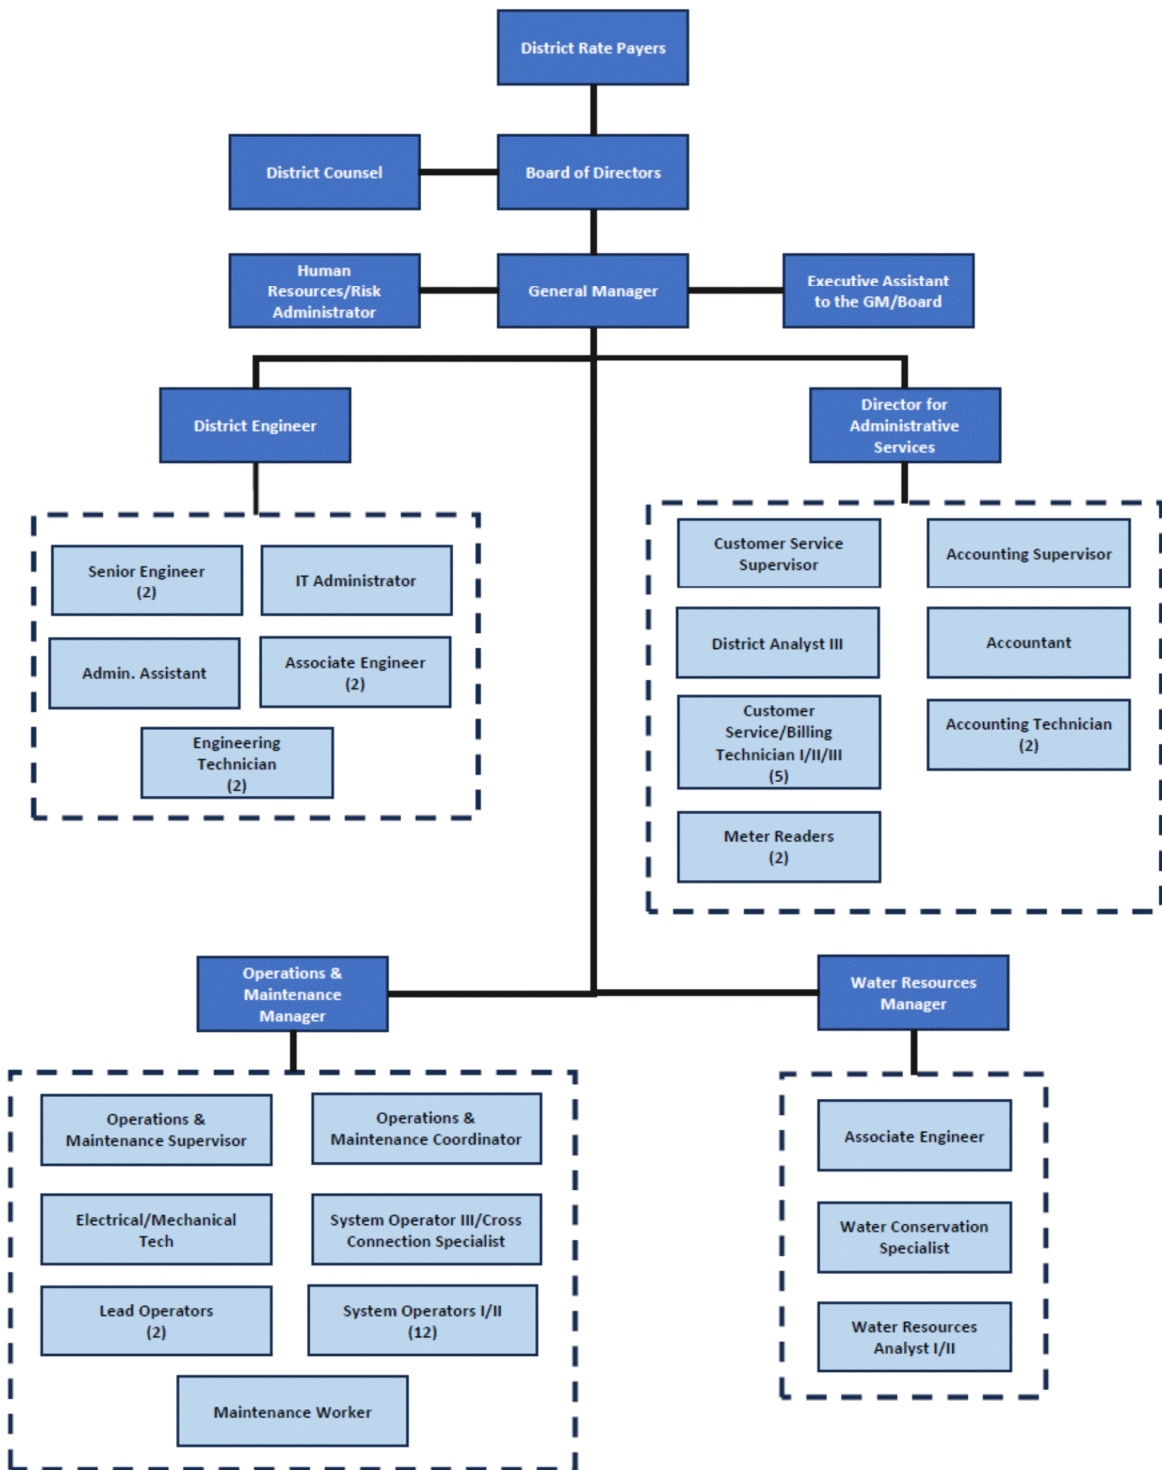 District Rate Payers
District Counsel
Board of Directors
Human
Resources/Risk
Administrator
General Manager
Executive Assistant
to the GM/Board
District Engineer
Director for
Administrative
Services
Senior Engineer
(2)
IT Administrator
Admin. Assistant
Associate Engineer
(2)
Engineering
Technician
(2)
Customer Service
Supervisor
Accounting Supervisor
District Analyst III
Accountant
Customer
Service/Billing
Technician I/II/III
(5)
Accounting Technician
(2)
Meter Readers
(2)
Operations &
Maintenance
Manager
Water Resources
Manager
Operations &
Maintenance Supervisor
Operations &
Maintenance Coordinator
Electrical/Mechanical
Tech
System Operator III/Cross
Connection Specialist
Lead Operators
(2)
System Operators I/II
(12)
Maintenance Worker
Associate Engineer
Water Conservation
Specialist
Water Resources
Analyst I/II